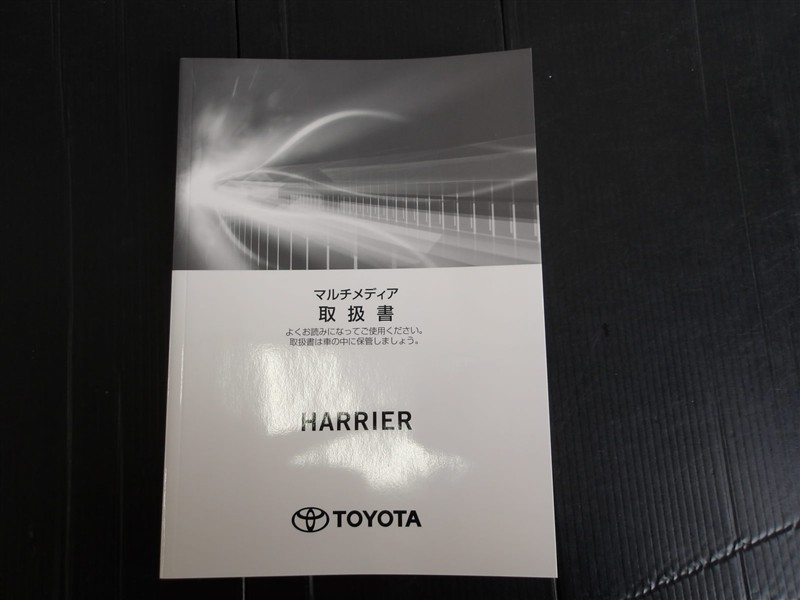 マルチメディア
取扱書
よくお読みになってご使用ください。
取扱書は車の中に保管しましょう。
HARRIER
TOYOTA